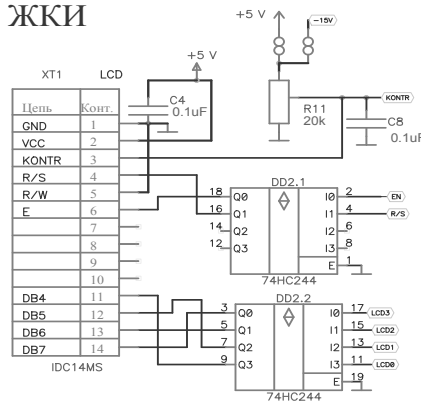 ЖКИ
+5 V
-15V
+5 V
XT1 LCD
C4
0.1uF
R11
20k
KONTR
C8
0.1uF
Цепь Конт.
GND 1
VCC 2
KONTR 3
R/S 4
R/W 5
E 6
7
8
9
10
DB4 11
DB5 12
DB6 13
DB7 14
IDC14MS
DD2.1
18 Q0 I0 2 EN
16 Q1 I1 4 R/S
14 Q2 I2 6
12 Q3 I3 8
E 1
74HC244
DD2.2
3 Q0 I0 17 LCD3
5 Q1 I1 15 LCD2
7 Q2 I2 13 LCD1
9 Q3 I3 11 LCD0
E 19
74HC244